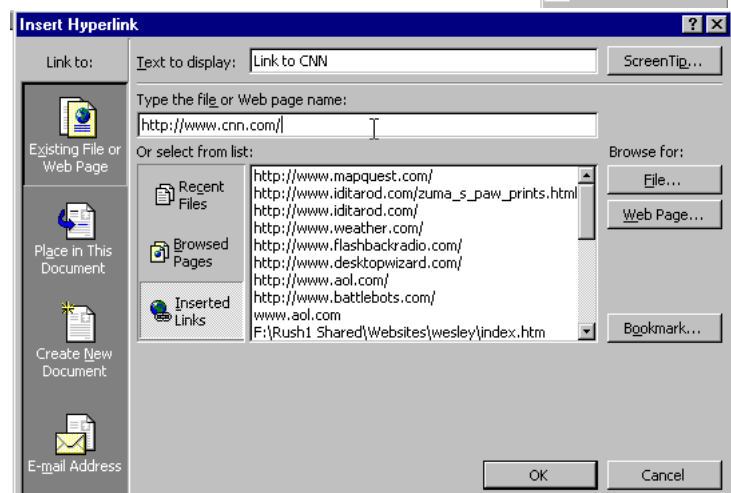 Insert Hyperlink
Link to:
Text to display: Link to CNN
ScreenTip...
Existing File or
Web Page
Type the file or Web page name:
http://www.cnn.com/
Or select from list:
Browse for:
Recent
Files
Browsed
Pages
Inserted
Links
http://www.mapquest.com/
http://www.iditarod.com/zuma_s_paw_prints.html
http://www.iditarod.com/
http://www.weather.com/
http://www.flashbackradio.com/
http://www.desktopwizard.com/
http://www.aol.com/
http://www.battlebots.com/
www.aol.com
F:\Rush1 Shared\Websites\wesley\index.htm
File...
Web Page...
Bookmark...
Place in This
Document
Create New
Document
E-mail Address
OK
Cancel